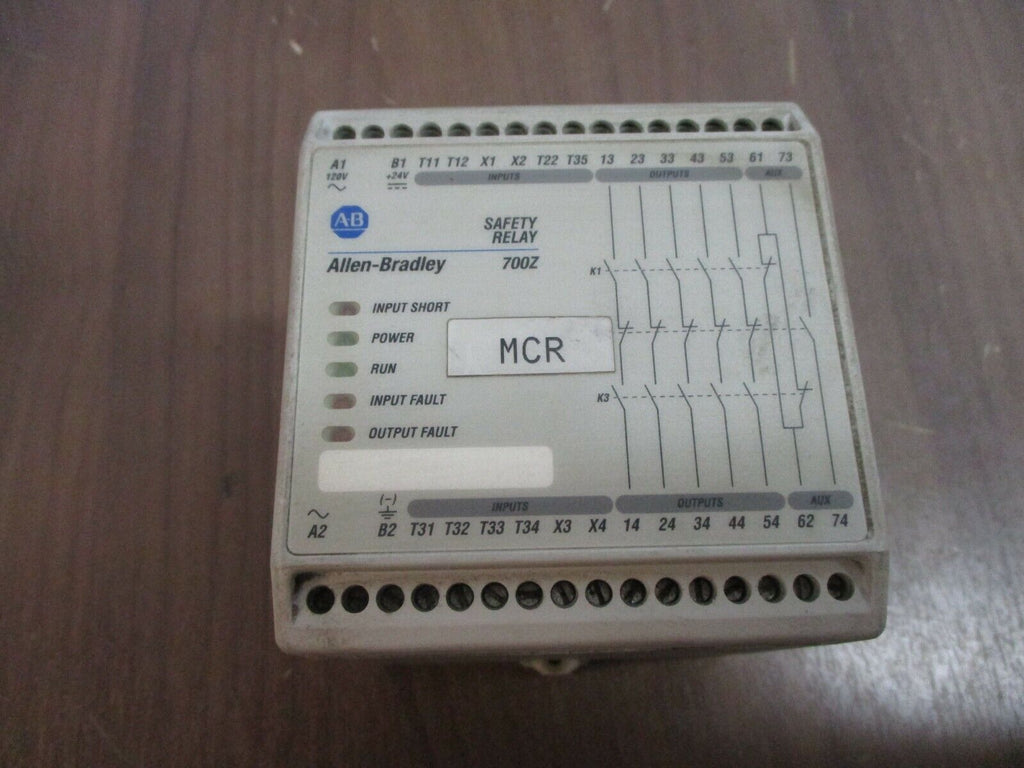 A1 B1 T11 T12 X1 X2 T22 T35 13 23 33 43 53 61 73
120V +24V INPUTS OUTPUTS AUX
AB
SAFETY
RELAY
Allen-Bradley 700Z
K1
INPUT SHORT
POWER
MCR
RUN
INPUT FAULT
K3
OUTPUT FAULT
(-) INPUTS OUTPUTS AUX
A2 B2 T31 T32 T33 T34 X3 X4 14 24 34 44 54 62 74